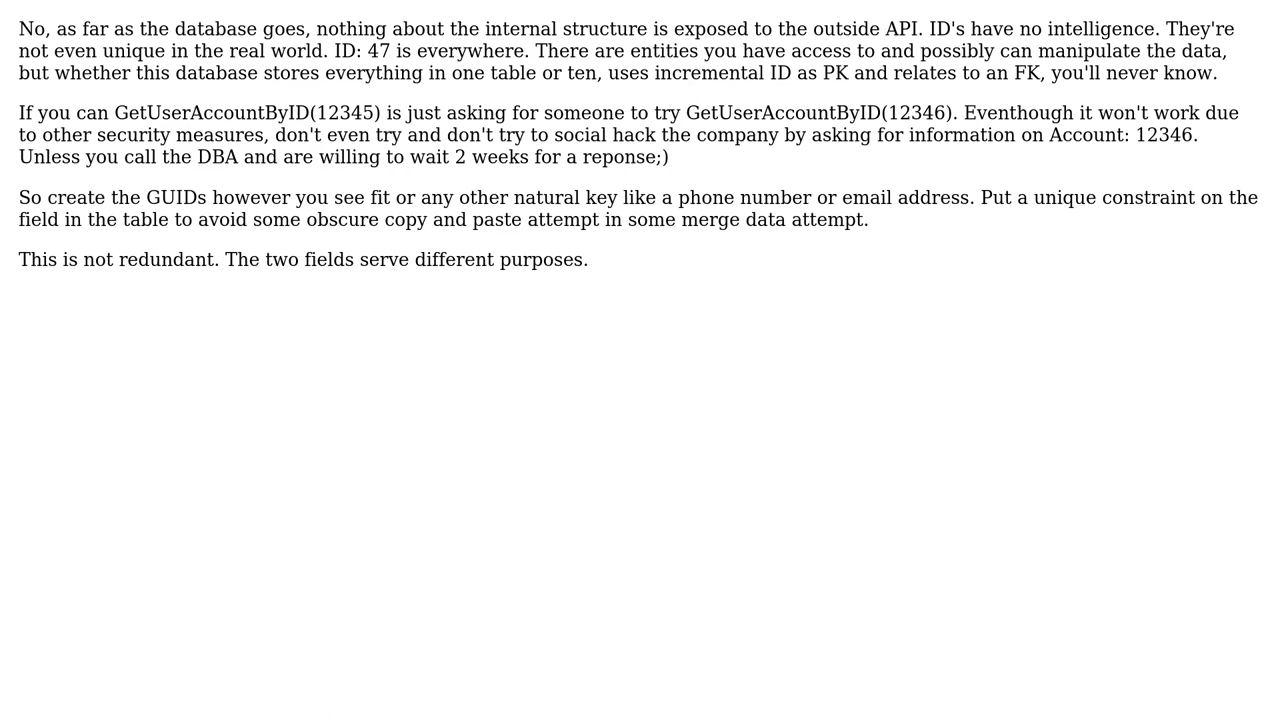 No, as far as the database goes, nothing about the internal structure is exposed to the outside API. ID's have no intelligence. They're
not even unique in the real world. ID: 47 is everywhere. There are entities you have access to and possibly can manipulate the data,
but whether this database stores everything in one table or ten, uses incremental ID as PK and relates to an FK, you'll never know.
If you can GetUserAccountByID(12345) is just asking for someone to try GetUserAccountByID(12346). Eventhough it won't work due
to other security measures, don't even try and don't try to social hack the company by asking for information on Account: 12346.
Unless you call the DBA and are willing to wait 2 weeks for a reponse;)
So create the GUIDs however you see fit or any other natural key like a phone number or email address. Put a unique constraint on the
field in the table to avoid some obscure copy and paste attempt in some merge data attempt.
This is not redundant. The two fields serve different purposes.